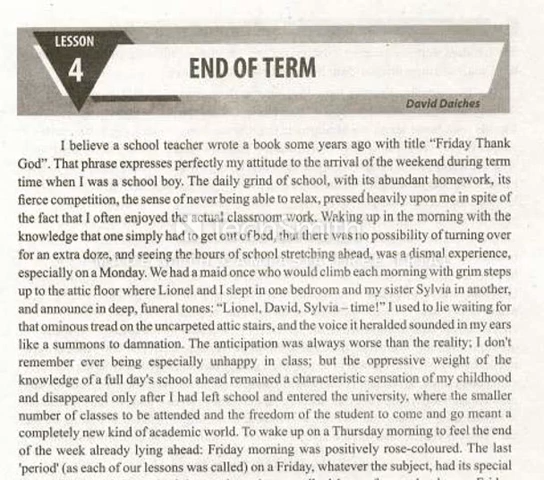 LESSON
4
END OF TERM
David Daiches
I believe a school teacher wrote a book some years ago with title “Friday Thank
God”. That phrase expresses perfectly my attitude to the arrival of the weekend during term
time when I was a school boy. The daily grind of school, with its abundant homework, its
fierce competition, the sense of never being able to relax, pressed heavily upon me in spite of
the fact that I often enjoyed the actual classroom work. Waking up in the morning with the
knowledge that one simply had to get out of bed, that there was no possibility of turning over
for an extra doze, and seeing the hours of school stretching ahead, was a dismal experience,
especially on a Monday. We had a maid once who would climb each morning with grim steps
up to the attic floor where Lionel and I slept in one bedroom and my sister Sylvia in another,
and announce in deep, funeral tones: “Lionel, David, Sylvia – time!” I used to lie waiting for
that ominous tread on the uncarpeted attic stairs, and the voice it heralded sounded in my ears
like a summons to damnation. The anticipation was always worse than the reality; I don't
remember ever being especially unhappy in class; but the oppressive weight of the
knowledge of a full day's school ahead remained a characteristic sensation of my childhood
and disappeared only after I had left school and entered the university, where the smaller
number of classes to be attended and the freedom of the student to come and go meant a
completely new kind of academic world. To wake up on a Thursday morning to feel the end
of the week already lying ahead: Friday morning was positively rose-coloured. The last
'period' (as each of our lessons was called) on a Friday, whatever the subject, had its special